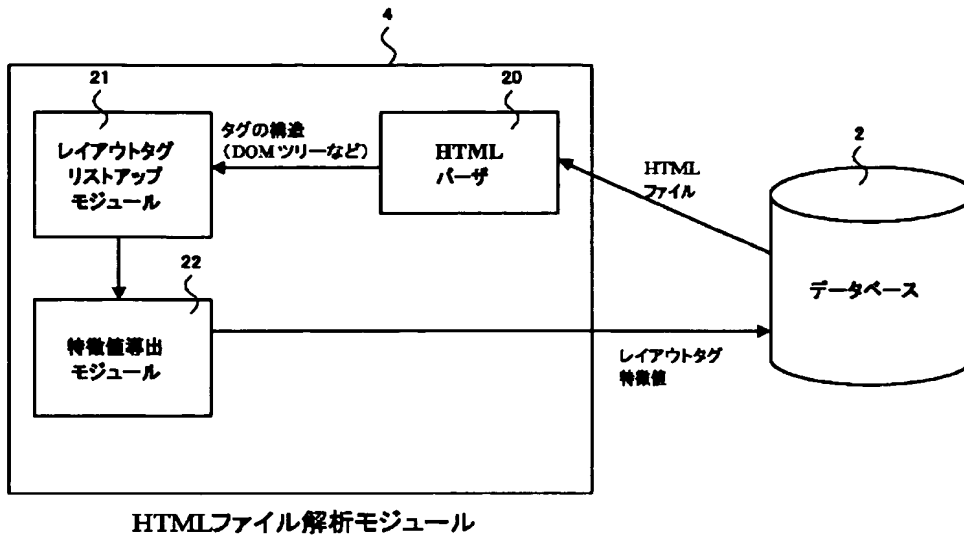 4
21
レイアウトタグ
リストアップ
モジュール
タグの構造
(DOMツリーなど)
20
HTML
パーザ
HTML
ファイル
2
データベース
22
特徴値導出
モジュール
レイアウトタグ
特徴値
HTMLファイル解析モジュール